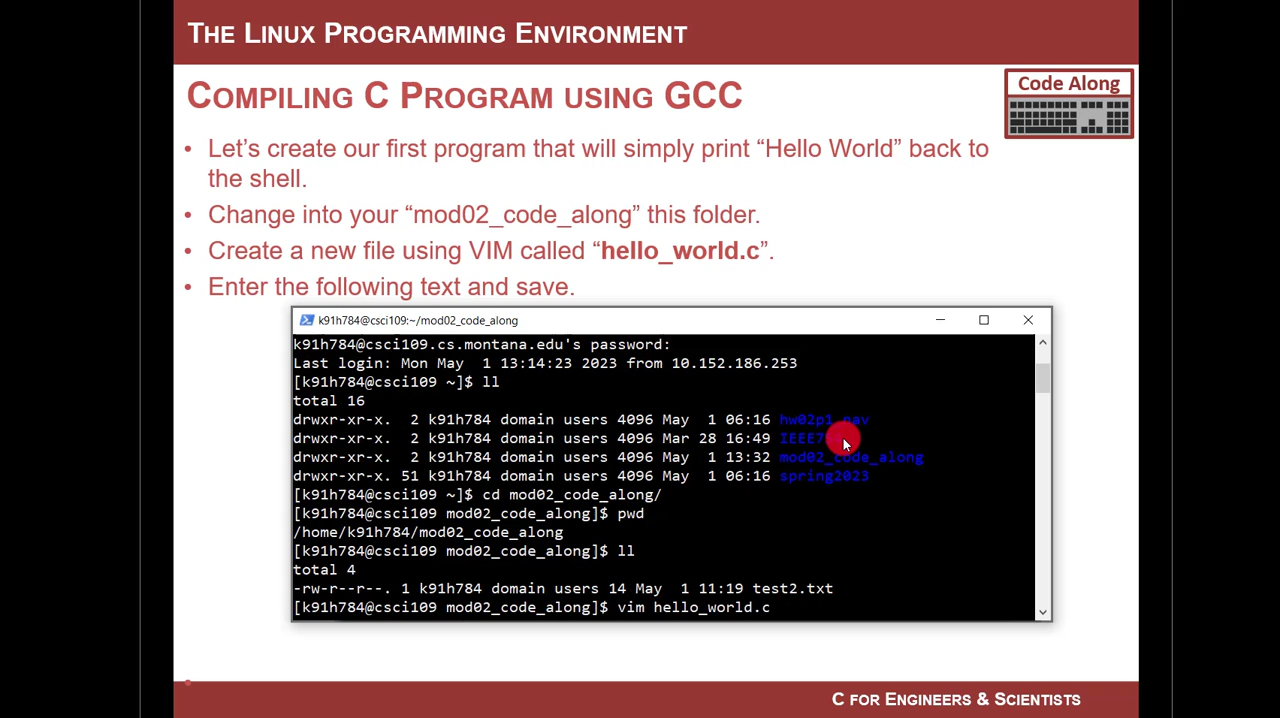 THE LINUX PROGRAMMING ENVIRONMENT
COMPILING C PROGRAM USING GCC
Code Along
• Let's create our first program that will simply print “Hello World” back to
the shell.
• Change into your “mod02_code_along” this folder.
• Create a new file using VIM called “hello_world.c”.
• Enter the following text and save.
k91h784@csci109:~/mod02_code_along
k91h784@csci109.cs.montana.edu's password:
Last login: Mon May  1 13:14:23 2023 from 10.152.186.253
[k91h784@csci109 ~]$ ll
total 16
drwxr-xr-x.  2 k91h784 domain users 4096 May  1 06:16 hw02p1_nav
drwxr-xr-x.  2 k91h784 domain users 4096 Mar 28 16:49
drwxr-xr-x.  2 k91h784 domain users 4096 May  1 13:32 mod02_code_along
drwxr-xr-x. 51 k91h784 domain users 4096 May  1 06:16 spring2023
[k91h784@csci109 ~]$ cd mod02_code_along/
[k91h784@csci109 mod02_code_along]$ pwd
/home/k91h784/mod02_code_along
[k91h784@csci109 mod02_code_along]$ ll
total 4
-rw-r--r--. 1 k91h784 domain users 14 May  1 11:19 test2.txt
[k91h784@csci109 mod02_code_along]$ vim hello_world.c
C FOR ENGINEERS & SCIENTISTS